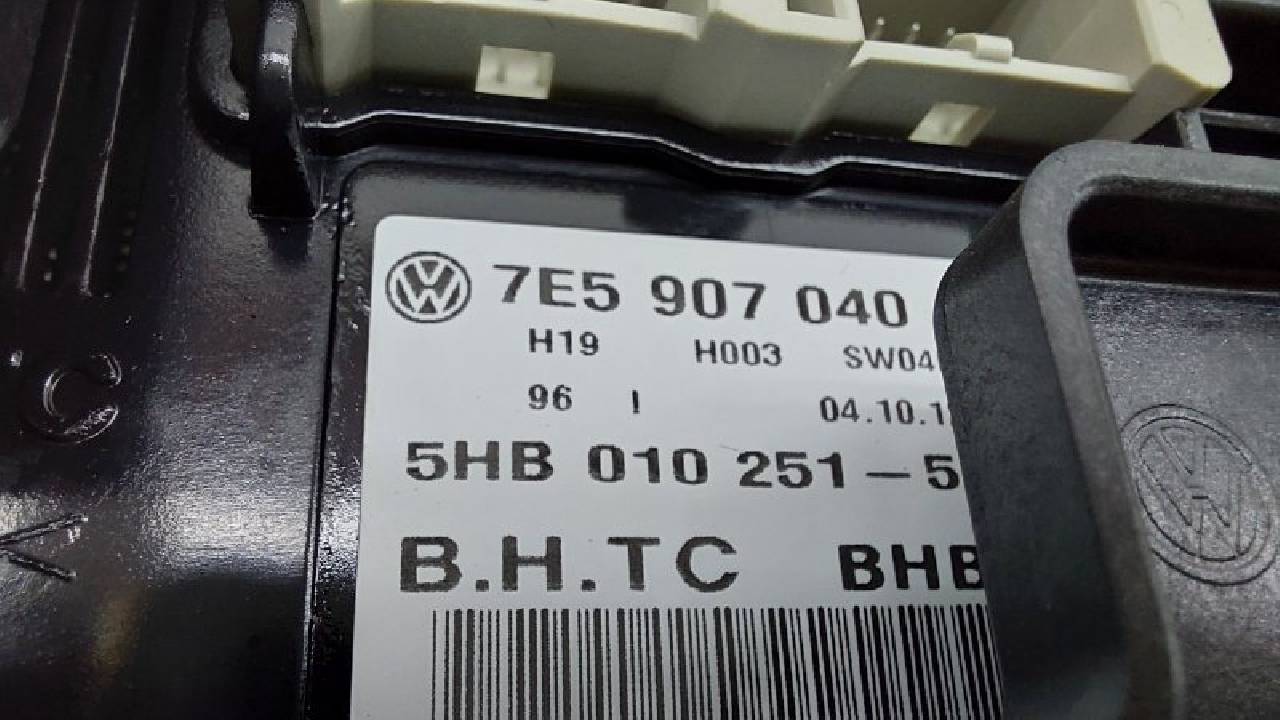 7E5 907 040
H19 H003 SW04
96 I 04.10.1
5HB 010 251-5
B.H.TC BHB